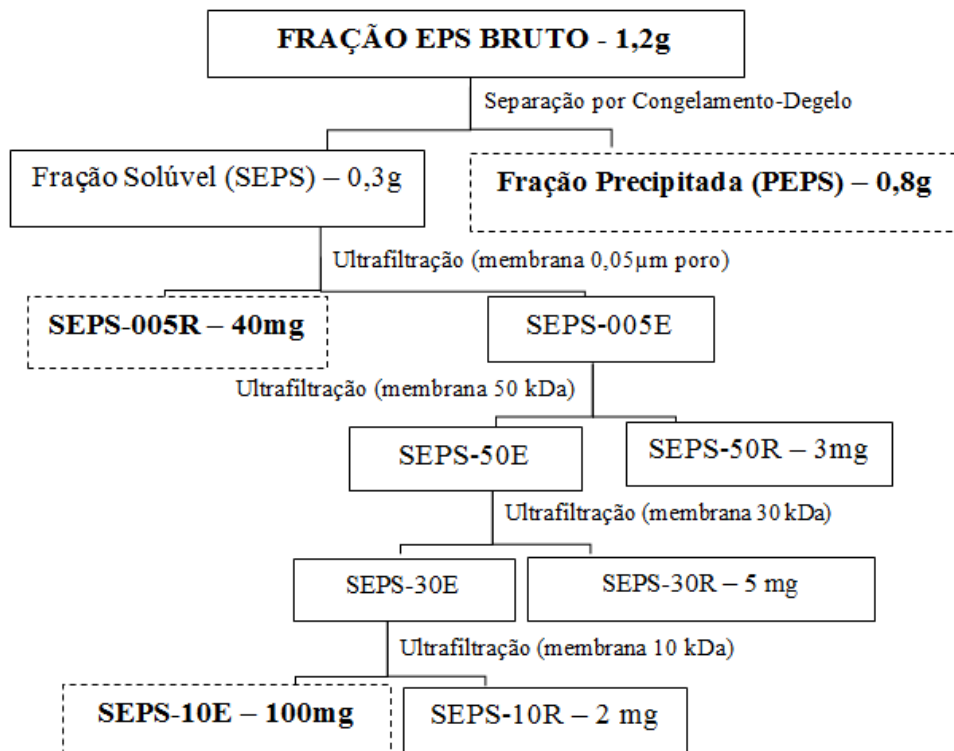 FRAÇÃO EPS BRUTO - 1,2g
Separação por Congelamento-Degelo
Fração Solúvel (SEPS) – 0,3g
Fração Precipitada (PEPS) – 0,8g
Ultrafiltração (membrana 0,05µm poro)
SEPS-005R – 40mg
SEPS-005E
Ultrafiltração (membrana 50 kDa)
SEPS-50E
SEPS-50R – 3mg
Ultrafiltração (membrana 30 kDa)
SEPS-30E
SEPS-30R – 5 mg
Ultrafiltração (membrana 10 kDa)
SEPS-10E – 100mg
SEPS-10R – 2 mg